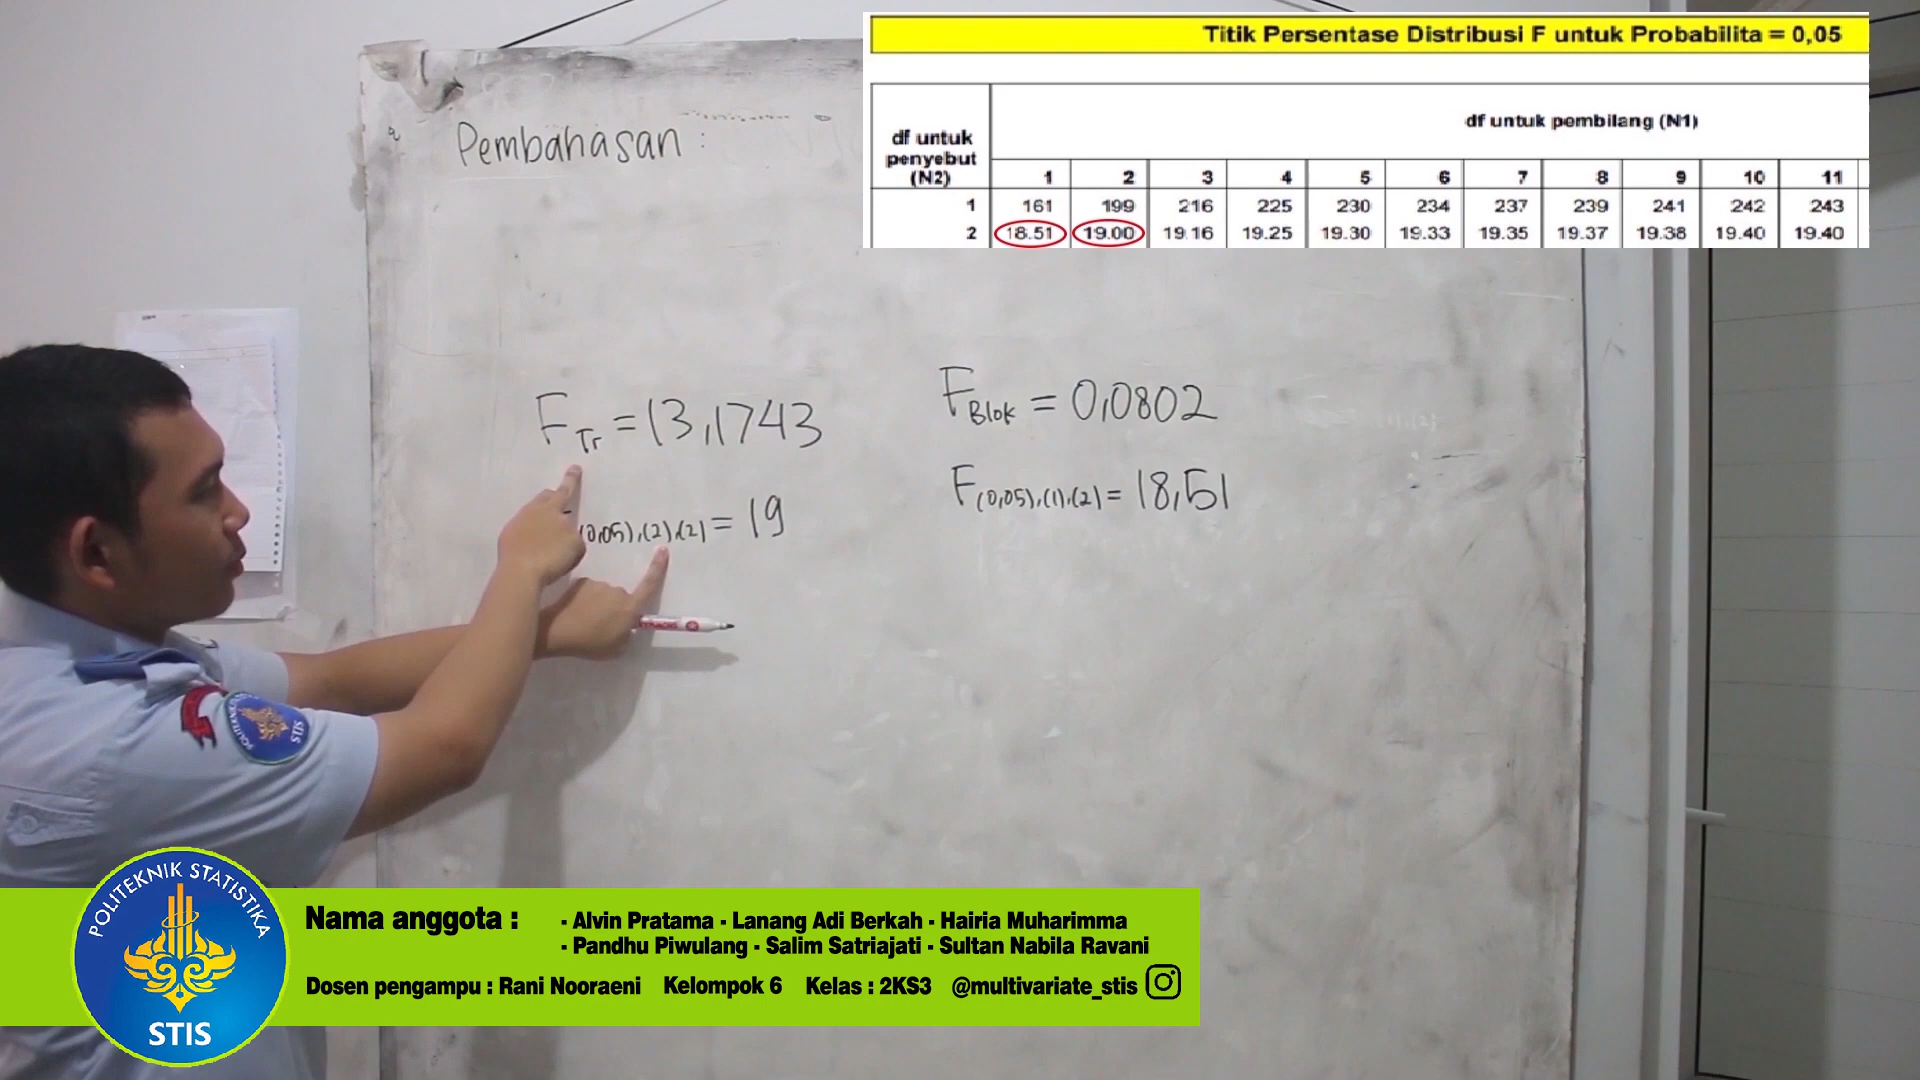 Titik Persentase Distribusi F untuk Probabilita = 0,05
df untuk penyebut (N2)
df untuk pembilang (N1)
1 2 3 4 5 6 7 8 9 10 11
1 161 199 216 225 230 234 237 239 241 242 243
2 18.51 19.00 19.16 19.25 19.30 19.33 19.35 19.37 19.38 19.40 19.40
Pembahasan :
F Tr = 13,1743
(0,05),(2),(2) = 19
F Blok = 0,0802
F (0,05),(1),(2) = 18,51
POLITEKNIK
STIS
POLITEKNIK STATISTIKA
STIS
Nama anggota : - Alvin Pratama - Lanang Adi Berkah - Hairia Muharimma
- Pandhu Piwulang - Salim Satriajati - Sultan Nabila Ravani
Dosen pengampu : Rani Nooraeni Kelompok 6 Kelas : 2KS3 @multivariate_stis